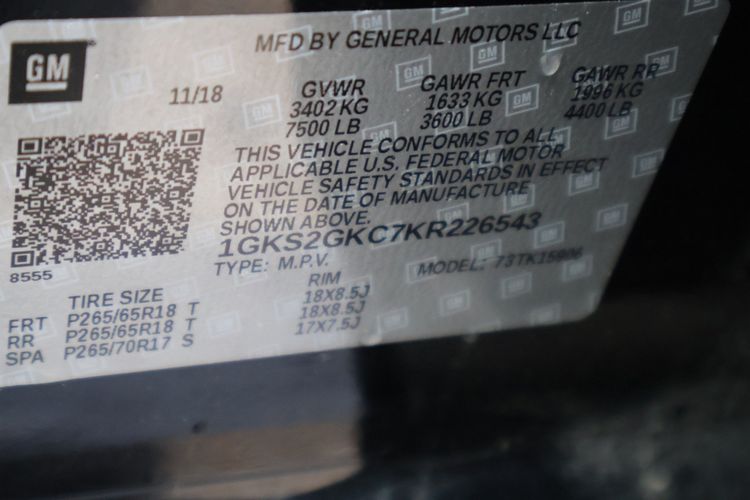 GM
MFD BY GENERAL MOTORS LLC
11/18
GVWR GAWR FRT GAWR RR
3402 KG 1633 KG 1996 KG
7500 LB 3600 LB 4400 LB
THIS VEHICLE CONFORMS TO ALL
APPLICABLE U.S. FEDERAL MOTOR
VEHICLE SAFETY STANDARDS IN EFFECT
ON THE DATE OF MANUFACTURE
SHOWN ABOVE.
1GKS2GKC7KR226543
TYPE: M.P.V. MODEL: 73TK15906
8555
TIRE SIZE RIM
FRT P265/65R18 T 18X8.5J
RR P265/65R18 T 18X8.5J
SPA P265/70R17 S 17X7.5J